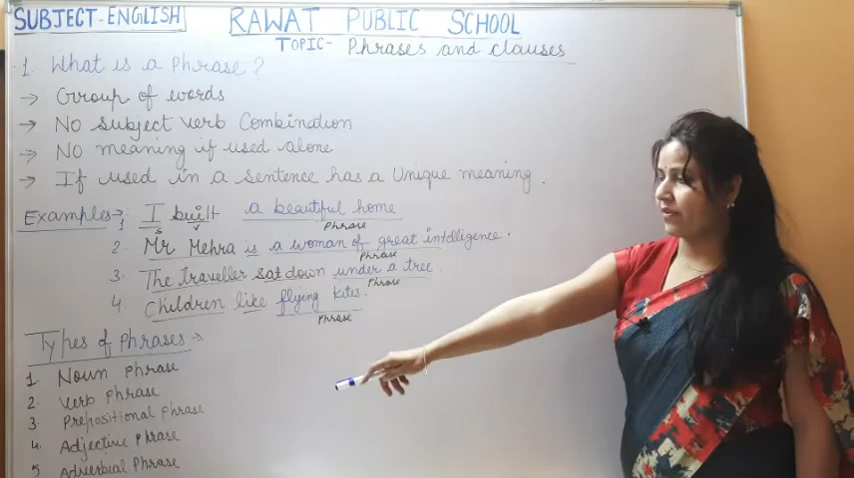 SUBJECT-ENGLISH
RAWAT PUBLIC SCHOOL
TOPIC- Phrases and clauses
1. What is a Phrase?
→ Group of words
→ NO subject verb Combination
→ NO meaning if used alone
→ If used in a sentence has a Unique meaning.
Examples→
1. I built a beautiful home
S V Phrase
2. Mr Mehra is a woman of great intelligence.
Phrase
3. The traveller sat down under a tree
Phrase
4. Children like flying kites.
Phrase
Types of Phrases→
1 Noun phrase
2. Verb Phrase
3. Prepositional Phrase
4. Adjective Phrase
5 Adverbial Phrase